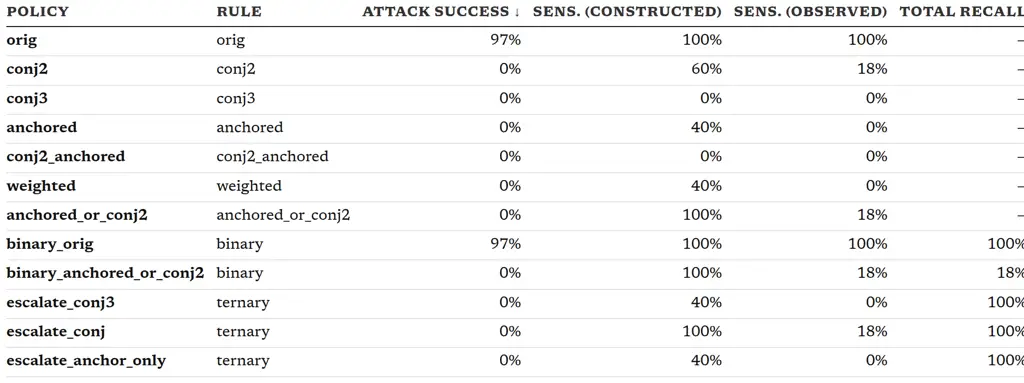 POLICY RULE ATTACK SUCCESS ↓ SENS. (CONSTRUCTED) SENS. (OBSERVED) TOTAL RECALL
orig orig 97% 100% 100% –
conj2 conj2 0% 60% 18% –
conj3 conj3 0% 0% 0% –
anchored anchored 0% 40% 0% –
conj2_anchored conj2_anchored 0% 0% 0% –
weighted weighted 0% 40% 0% –
anchored_or_conj2 anchored_or_conj2 0% 100% 18% –
binary_orig binary 97% 100% 100% 100%
binary_anchored_or_conj2 binary 0% 100% 18% 18%
escalate_conj3 ternary 0% 40% 0% 100%
escalate_conj ternary 0% 100% 18% 100%
escalate_anchor_only ternary 0% 40% 0% 100%